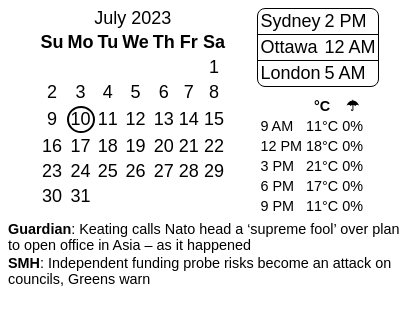 July 2023
Su Mo Tu We Th Fr Sa
1
2 3 4 5 6 7 8
9 10 11 12 13 14 15
16 17 18 19 20 21 22
23 24 25 26 27 28 29
30 31
Sydney 2 PM
Ottawa 12 AM
London 5 AM
°C ☂
9 AM 11°C 0%
12 PM 18°C 0%
3 PM 21°C 0%
6 PM 17°C 0%
9 PM 11°C 0%
Guardian: Keating calls Nato head a ‘supreme fool’ over plan
to open office in Asia – as it happened
SMH: Independent funding probe risks become an attack on
councils, Greens warn